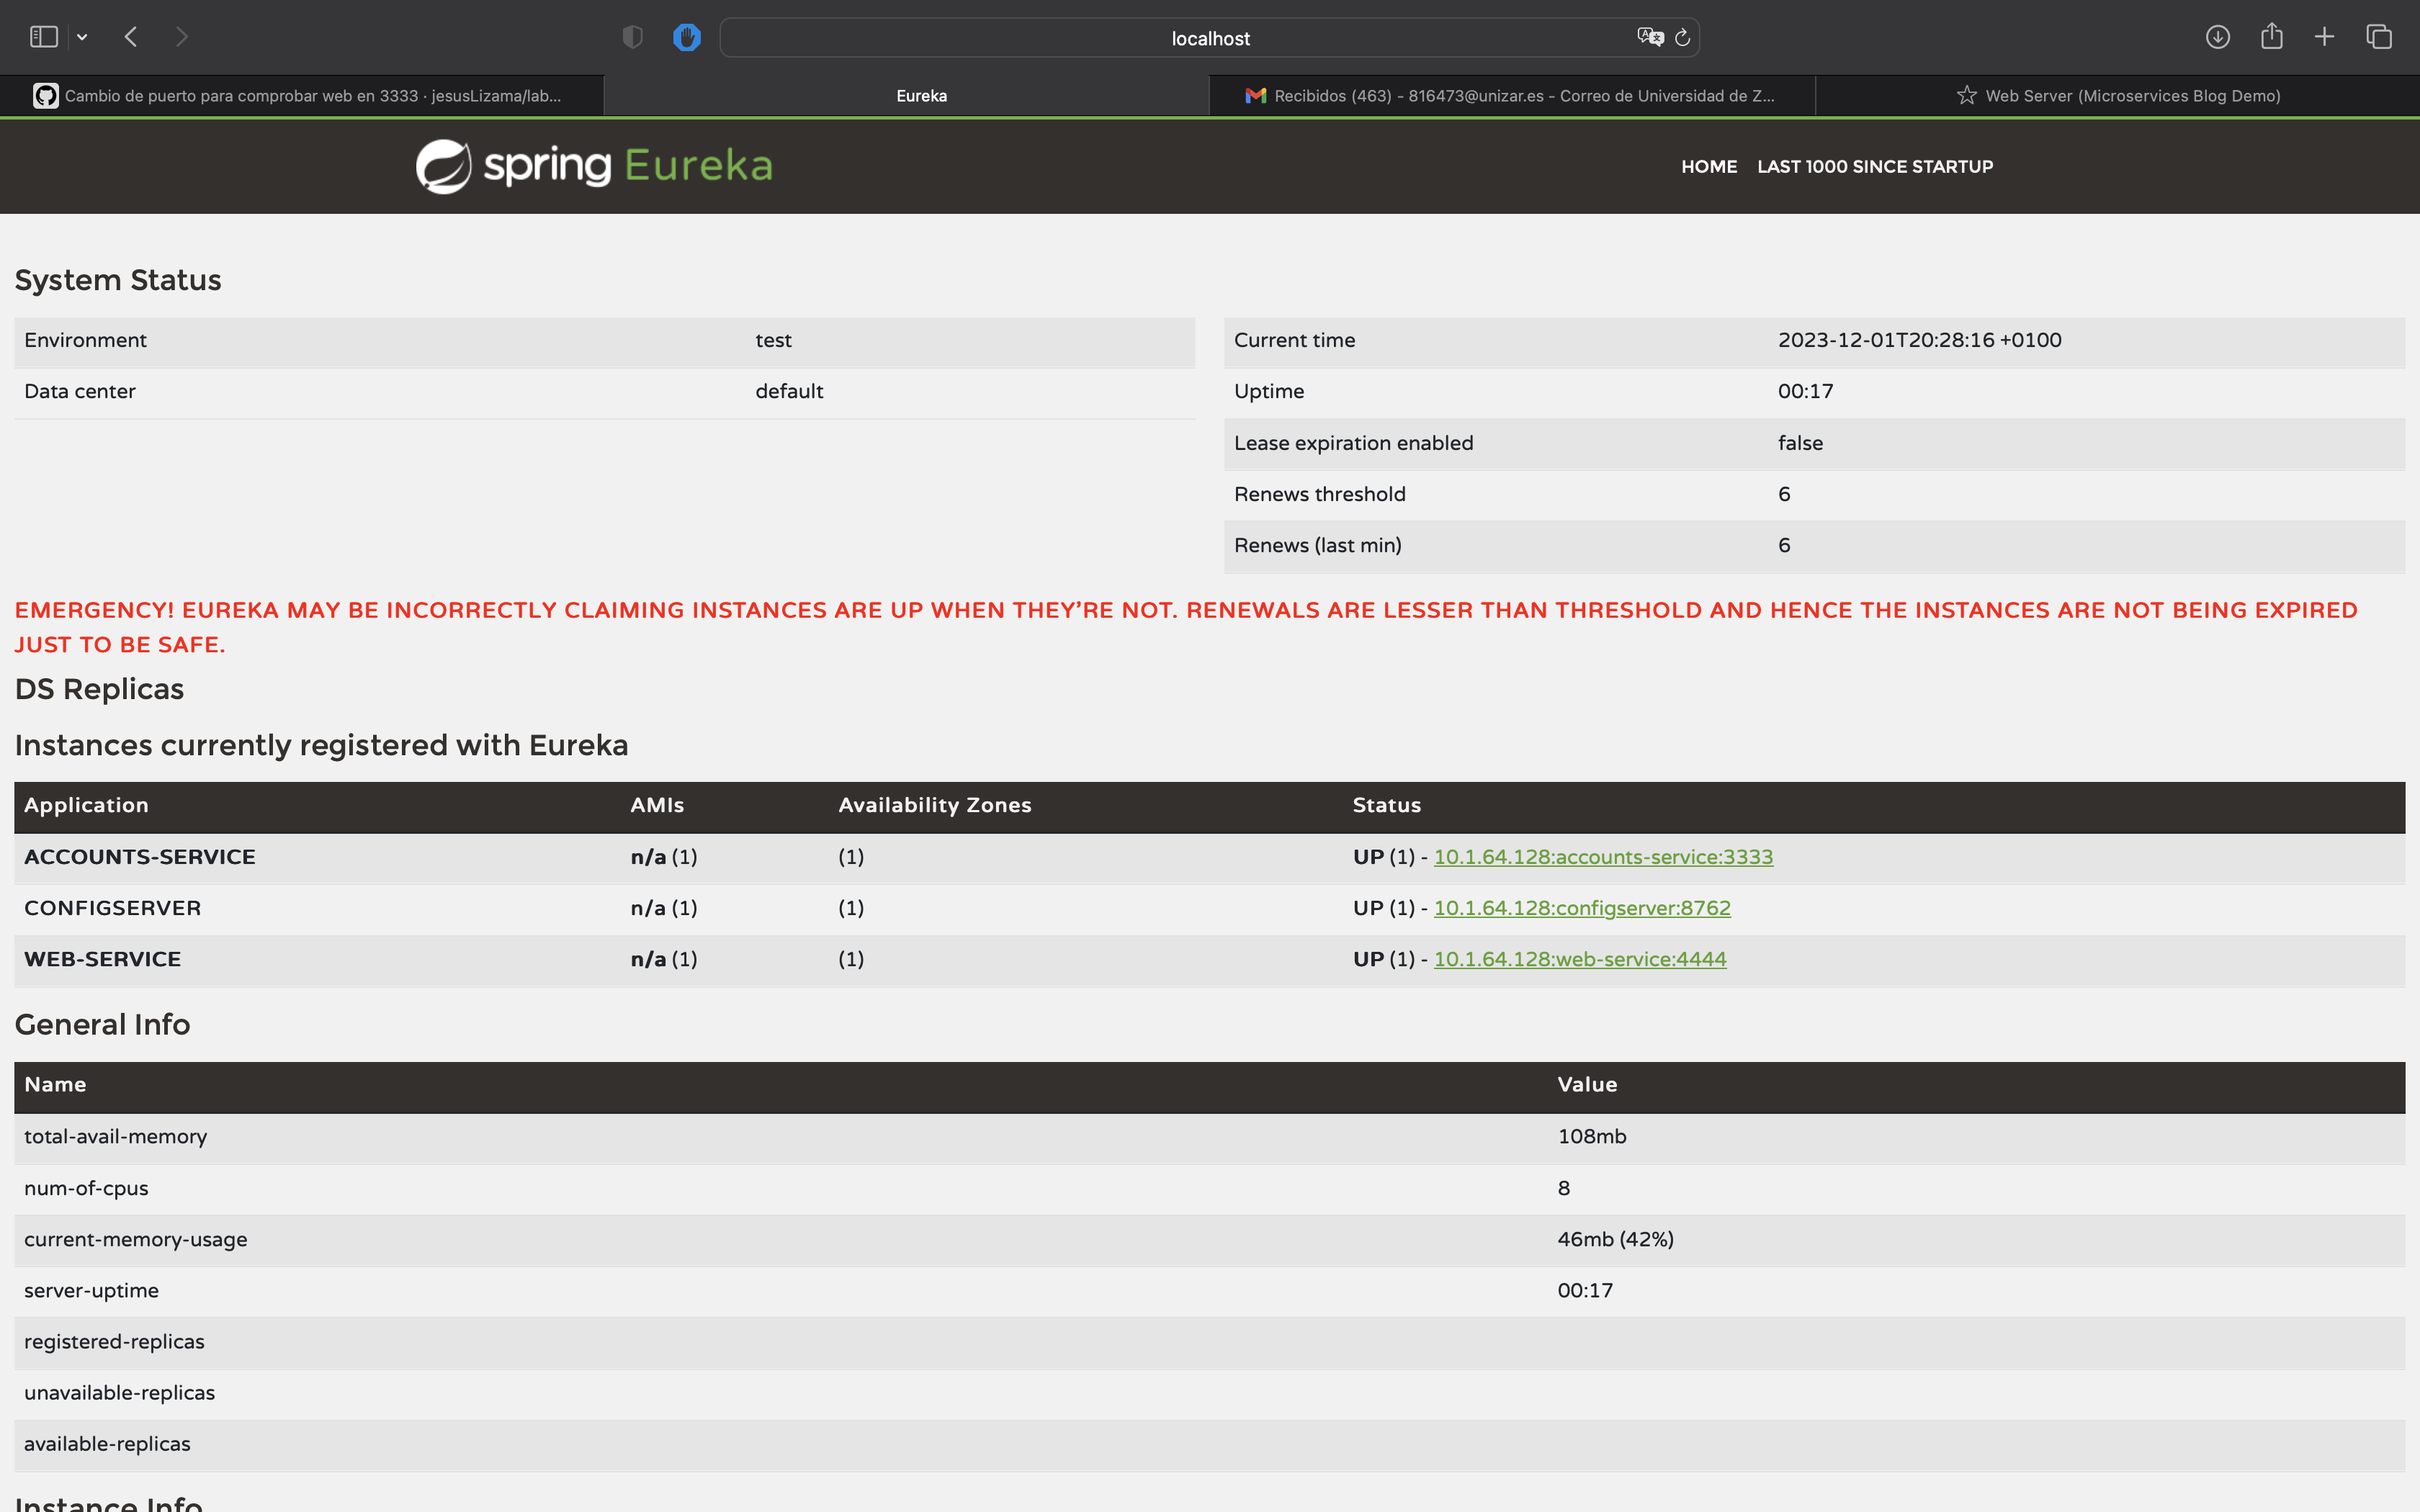 localhost
Cambio de puerto para comprobar web en 3333 · jesusLizama/lab...
Eureka
Recibidos (463) - 816473@unizar.es - Correo de Universidad de Z...
Web Server (Microservices Blog Demo)
spring Eureka
HOME LAST 1000 SINCE STARTUP
System Status
Environment test
Data center default
Current time 2023-12-01T20:28:16 +0100
Uptime 00:17
Lease expiration enabled false
Renews threshold 6
Renews (last min) 6
EMERGENCY! EUREKA MAY BE INCORRECTLY CLAIMING INSTANCES ARE UP WHEN THEY'RE NOT. RENEWALS ARE LESSER THAN THRESHOLD AND HENCE THE INSTANCES ARE NOT BEING EXPIRED
JUST TO BE SAFE.
DS Replicas
Instances currently registered with Eureka
Application AMIs Availability Zones Status
ACCOUNTS-SERVICE n/a (1) (1) UP (1) - 10.1.64.128:accounts-service:3333
CONFIGSERVER n/a (1) (1) UP (1) - 10.1.64.128:configserver:8762
WEB-SERVICE n/a (1) (1) UP (1) - 10.1.64.128:web-service:4444
General Info
Name Value
total-avail-memory 108mb
num-of-cpus 8
current-memory-usage 46mb (42%)
server-uptime 00:17
registered-replicas
unavailable-replicas
available-replicas
Instance Info